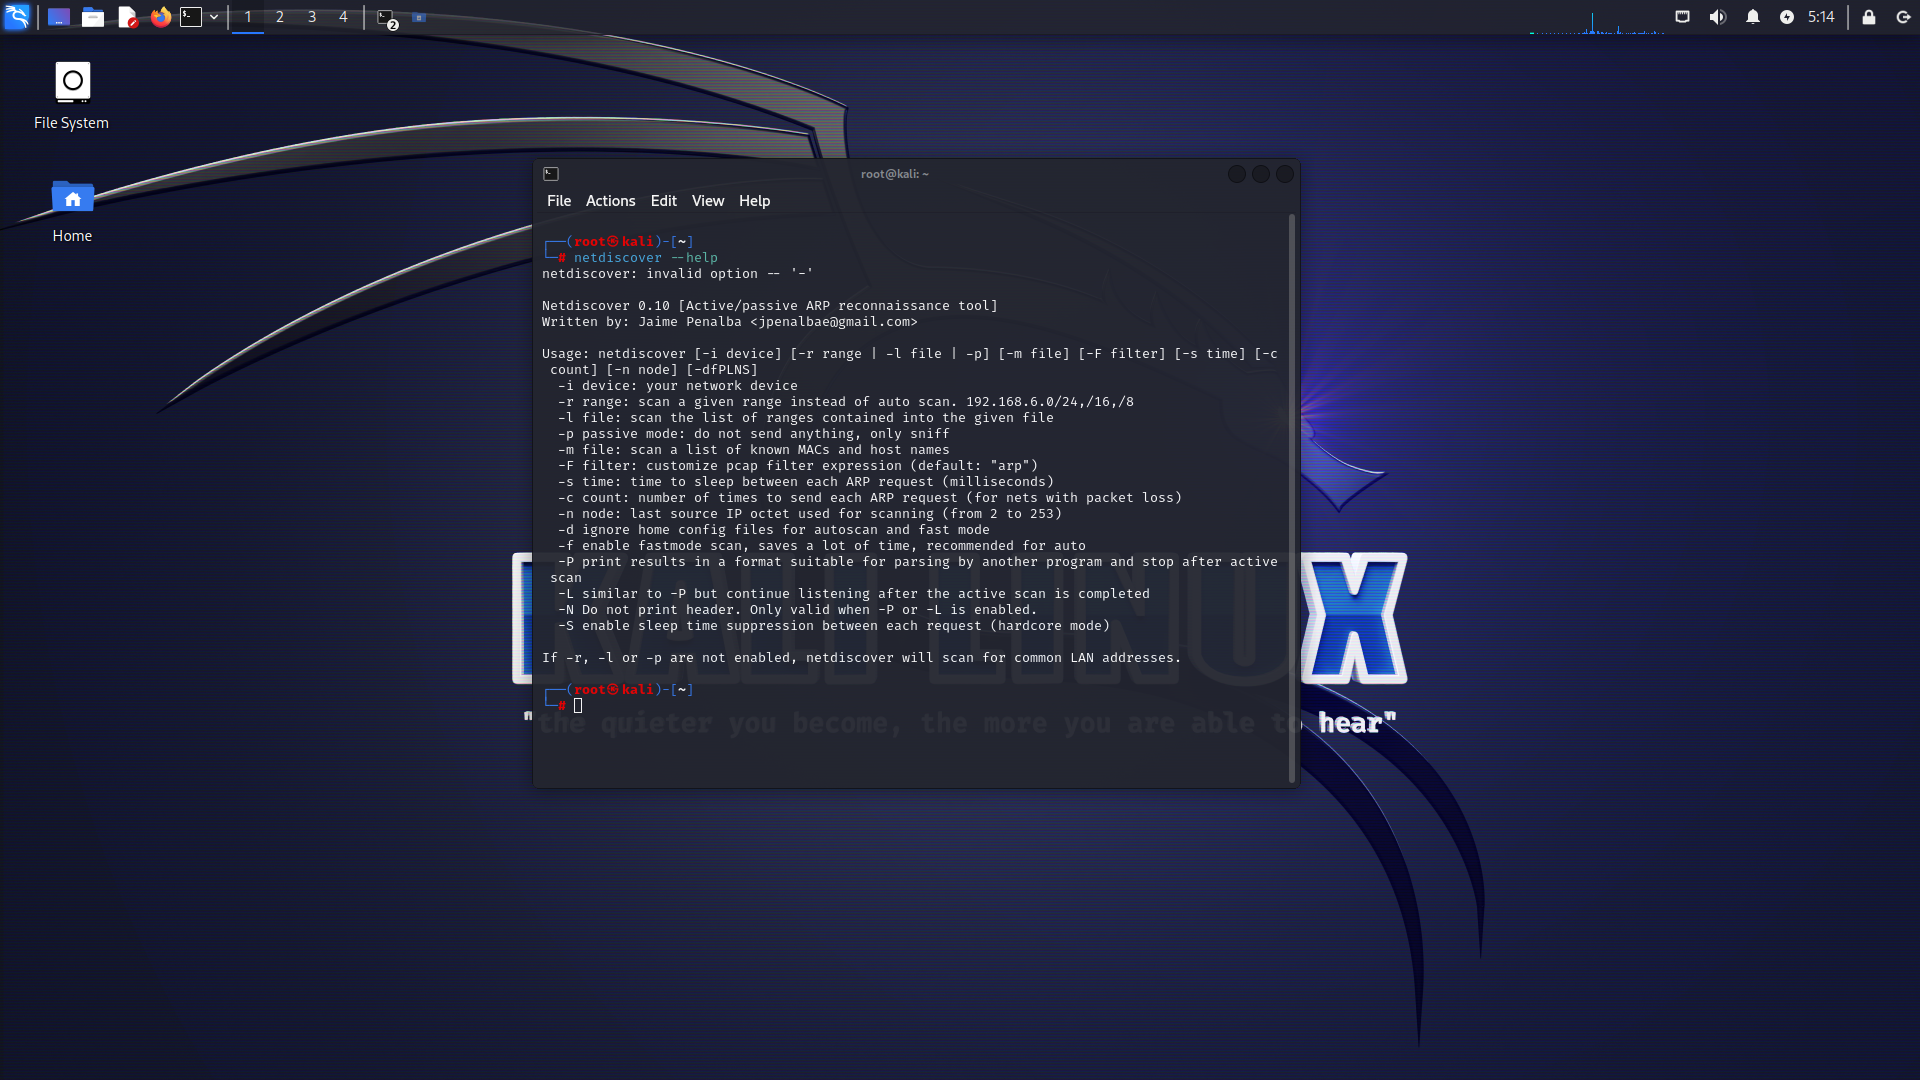 1 2 3 4 2 5:14
File System
Home
root@kali: ~
File Actions Edit View Help
┌──(root㉿kali)-[~]
└─# netdiscover --help
netdiscover: invalid option -- '-'
Netdiscover 0.10 [Active/passive ARP reconnaissance tool]
Written by: Jaime Penalba <jpenalbae@gmail.com>
Usage: netdiscover [-i device] [-r range | -l file | -p] [-m file] [-F filter] [-s time] [-c
count] [-n node] [-dfPLNS]
-i device: your network device
-r range: scan a given range instead of auto scan. 192.168.6.0/24,/16,/8
-l file: scan the list of ranges contained into the given file
-p passive mode: do not send anything, only sniff
-m file: scan a list of known MACs and host names
-F filter: customize pcap filter expression (default: "arp")
-s time: time to sleep between each ARP request (milliseconds)
-c count: number of times to send each ARP request (for nets with packet loss)
-n node: last source IP octet used for scanning (from 2 to 253)
-d ignore home config files for autoscan and fast mode
-f enable fastmode scan, saves a lot of time, recommended for auto
-P print results in a format suitable for parsing by another program and stop after active
scan
-L similar to -P but continue listening after the active scan is completed
-N Do not print header. Only valid when -P or -L is enabled.
-S enable sleep time suppression between each request (hardcore mode)
If -r, -l or -p are not enabled, netdiscover will scan for common LAN addresses.
┌──(root㉿kali)-[~]
└─#
KALI LINUX
"the quieter you become, the more you are able to hear"